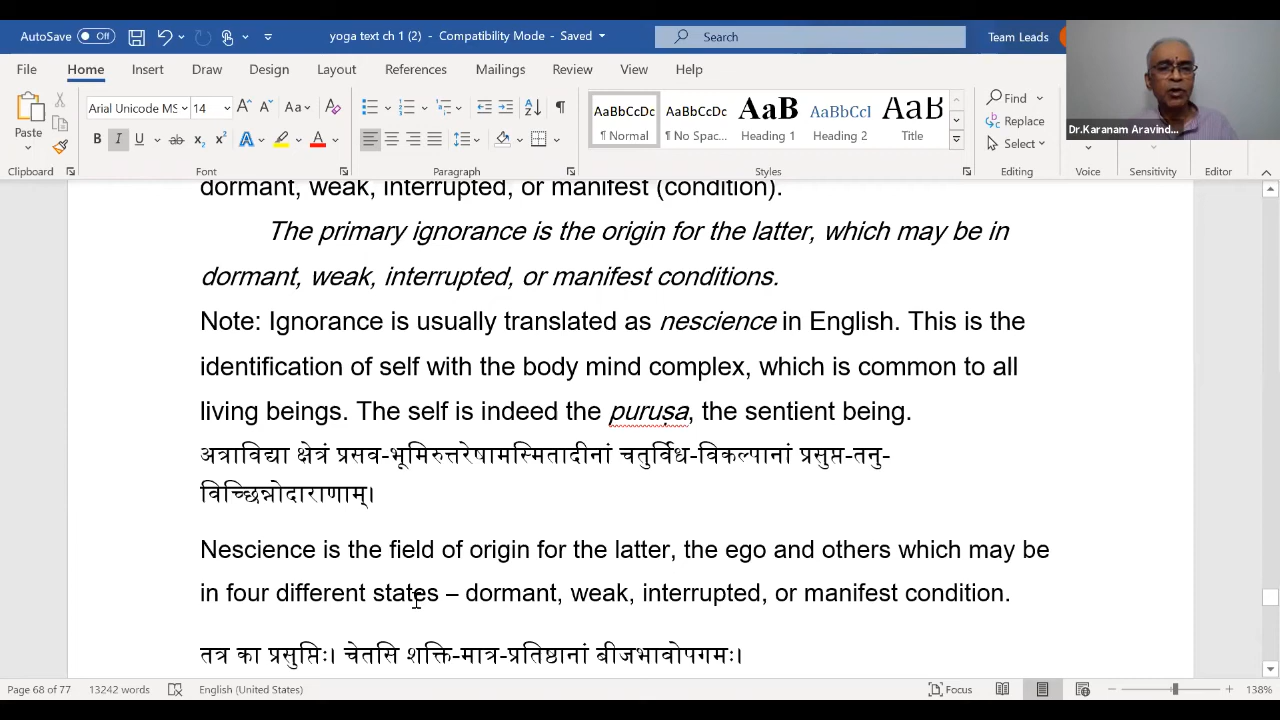 AutoSave Off yoga text ch 1 (2) - Compatibility Mode - Saved Search Team Leads
File Home Insert Draw Design Layout References Mailings Review View Help
Arial Unicode MS 14 Aa AaBbCcDc AaBbCcDc AaB AaBbCcI AaB Find
Paste B I U ab x₂ x² A A ¶ Normal ¶ No Spac... Heading 1 Heading 2 Title Replace
Select
Dr.Karanam Aravind...
Clipboard Font Paragraph Styles Editing Voice Sensitivity Editor
dormant, weak, interrupted, or manifest (condition).
The primary ignorance is the origin for the latter, which may be in
dormant, weak, interrupted, or manifest conditions.
Note: Ignorance is usually translated as nescience in English. This is the
identification of self with the body mind complex, which is common to all
living beings. The self is indeed the puruṣa, the sentient being.
अत्राविद्या क्षेत्रं प्रसव-भूमिरुत्तरेषामस्मितादीनां चतुर्विध-विकल्पानां प्रसुप्त-तनु-
विच्छिन्नोदाराणाम्।
Nescience is the field of origin for the latter, the ego and others which may be
in four different states – dormant, weak, interrupted, or manifest condition.
तत्र का प्रसुप्तिः। चेतसि शक्ति-मात्र-प्रतिष्ठानां बीजभावोपगमः।
Page 68 of 77 13242 words English (United States) Focus 138%